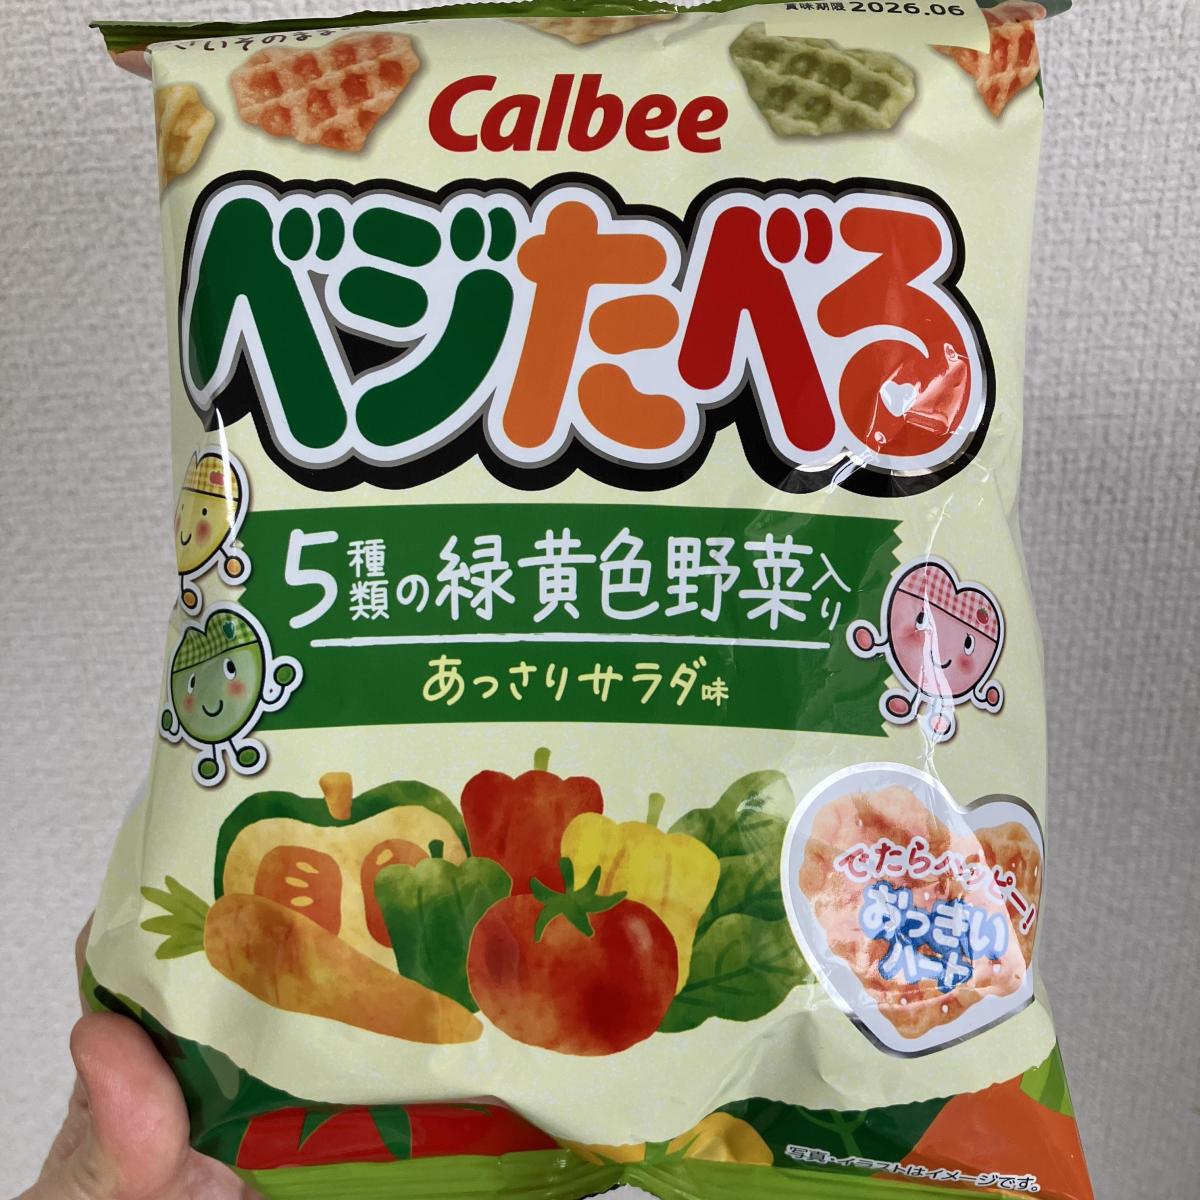 賞味期限 2026.06
Calbee
ベジたべる
5種類の緑黄色野菜入り
あっさりサラダ味
でたらハッピー!
おっきい
ハート
写真・イラストはイメージです。